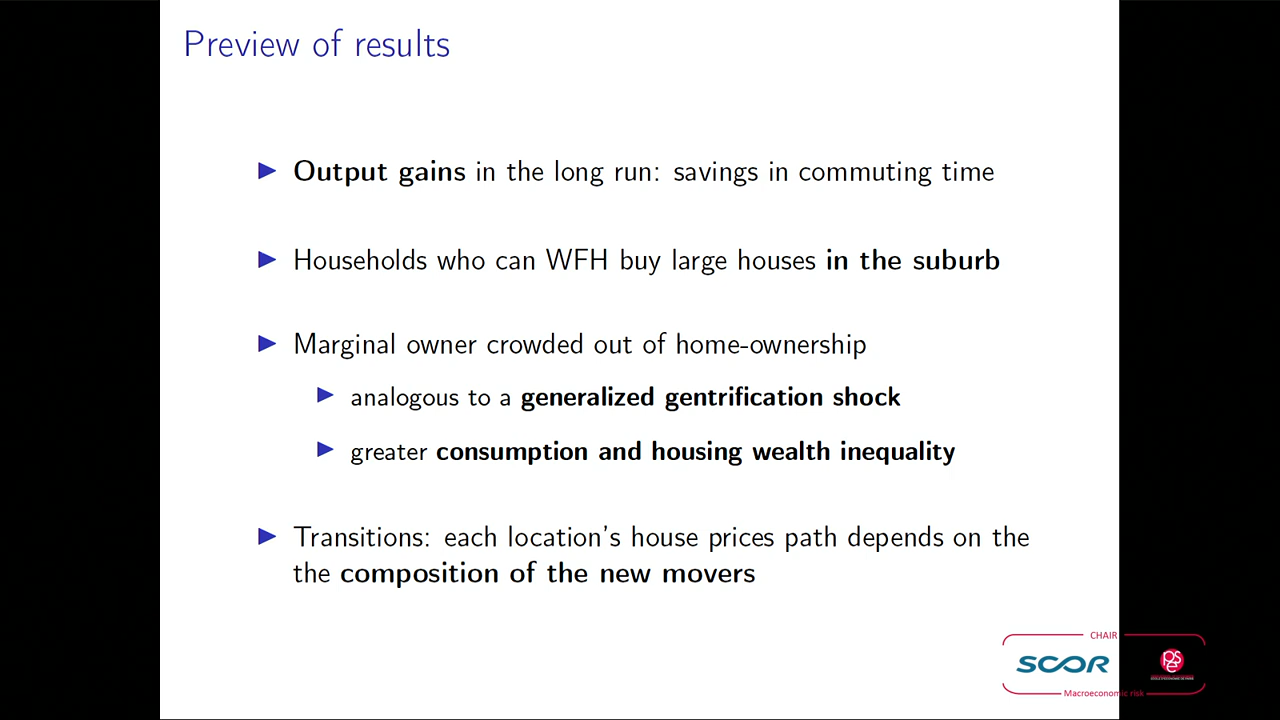 Preview of results
Output gains in the long run: savings in commuting time
Households who can WFH buy large houses in the suburb
Marginal owner crowded out of home-ownership
analogous to a generalized gentrification shock
greater consumption and housing wealth inequality
Transitions: each location's house prices path depends on the
the composition of the new movers
CHAIR
SCOR
PSE
Macroeconomic risk